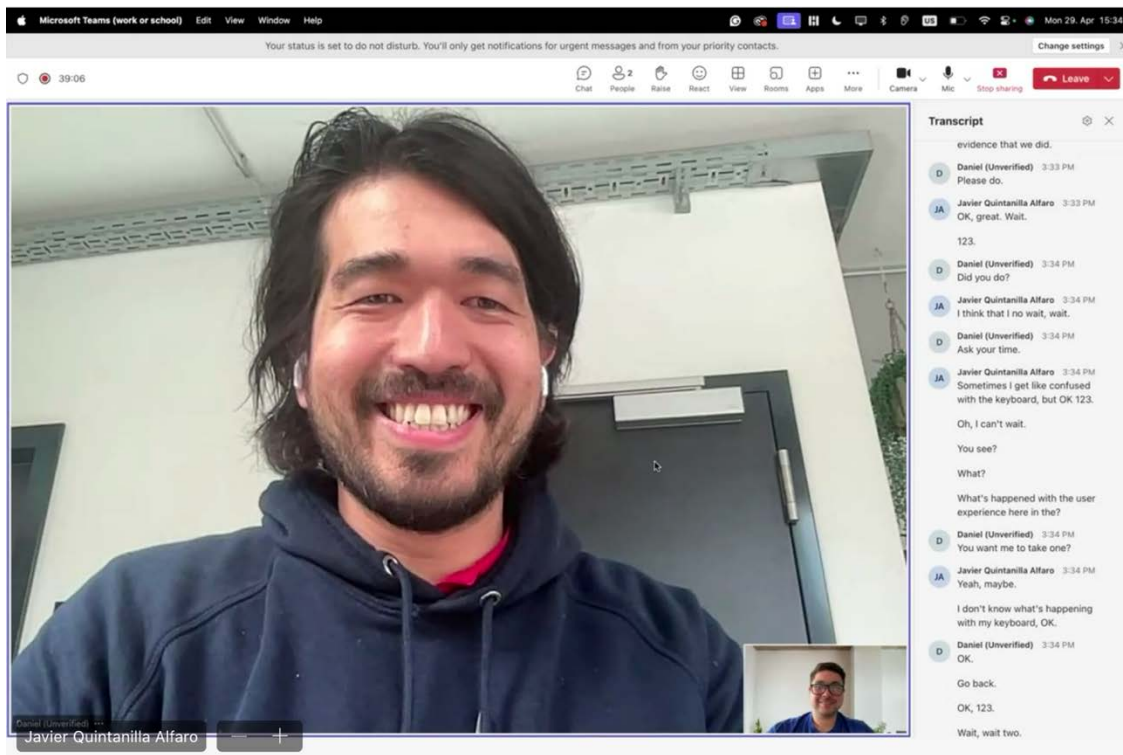 Microsoft Teams (work or school) Edit View Window Help US Mon 29. Apr 15:34
Your status is set to do not disturb. You'll only get notifications for urgent messages and from your priority contacts. Change settings
39:06 Chat 2 People Raise React View Rooms Apps More Camera Mic Stop sharing Leave
Transcript
evidence that we did.
D Daniel (Unverified) 3:33 PM
Please do.
JA Javier Quintanilla Alfaro 3:33 PM
OK, great. Wait.
123.
D Daniel (Unverified) 3:34 PM
Did you do?
JA Javier Quintanilla Alfaro 3:34 PM
I think that I no wait, wait.
D Daniel (Unverified) 3:34 PM
Ask your time.
JA Javier Quintanilla Alfaro 3:34 PM
Sometimes I get like confused
with the keyboard, but OK 123.
Oh, I can't wait.
You see?
What?
What's happened with the user
experience here in the?
D Daniel (Unverified) 3:34 PM
You want me to take one?
JA Javier Quintanilla Alfaro 3:34 PM
Yeah, maybe.
I don't know what's happening
with my keyboard, OK.
D Daniel (Unverified) 3:34 PM
OK.
Go back.
OK, 123.
Wait, wait two.
Daniel (Unverified) •••
Javier Quintanilla Alfaro